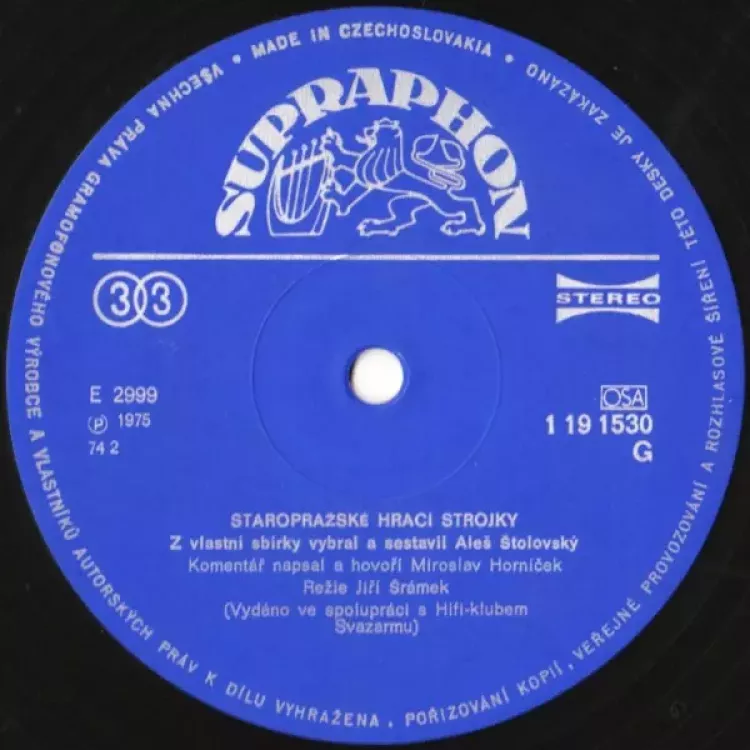 VŠECHNA PRÁVA GRAMOFONOVÉHO VÝROBCE A VLASTNÍKŮ AUTORSKÝCH PRÁV K DÍLU VYHRAŽENA. POŘIZOVÁNÍ KOPIÍ, VEŘEJNÉ PROVOZOVÁNÍ A ROZHLASOVÉ ŠÍŘENÍ TÉTO DESKY JE ZAKÁZÁNO
• MADE IN CZECHOSLOVAKIA •
SUPRAPHON
33
STEREO
E 2999
Ⓟ 1975
74 2
OSA
1 19 1530
G
STAROPRAŽSKÉ HRACÍ STROJKY
Z vlastní sbírky vybral a sestavil Aleš Štolovský
Komentář napsal a hovoří Miroslav Horníček
Režie Jiří Šrámek
(Vydáno ve spolupráci s Hifi-klubem
Svazarmu)